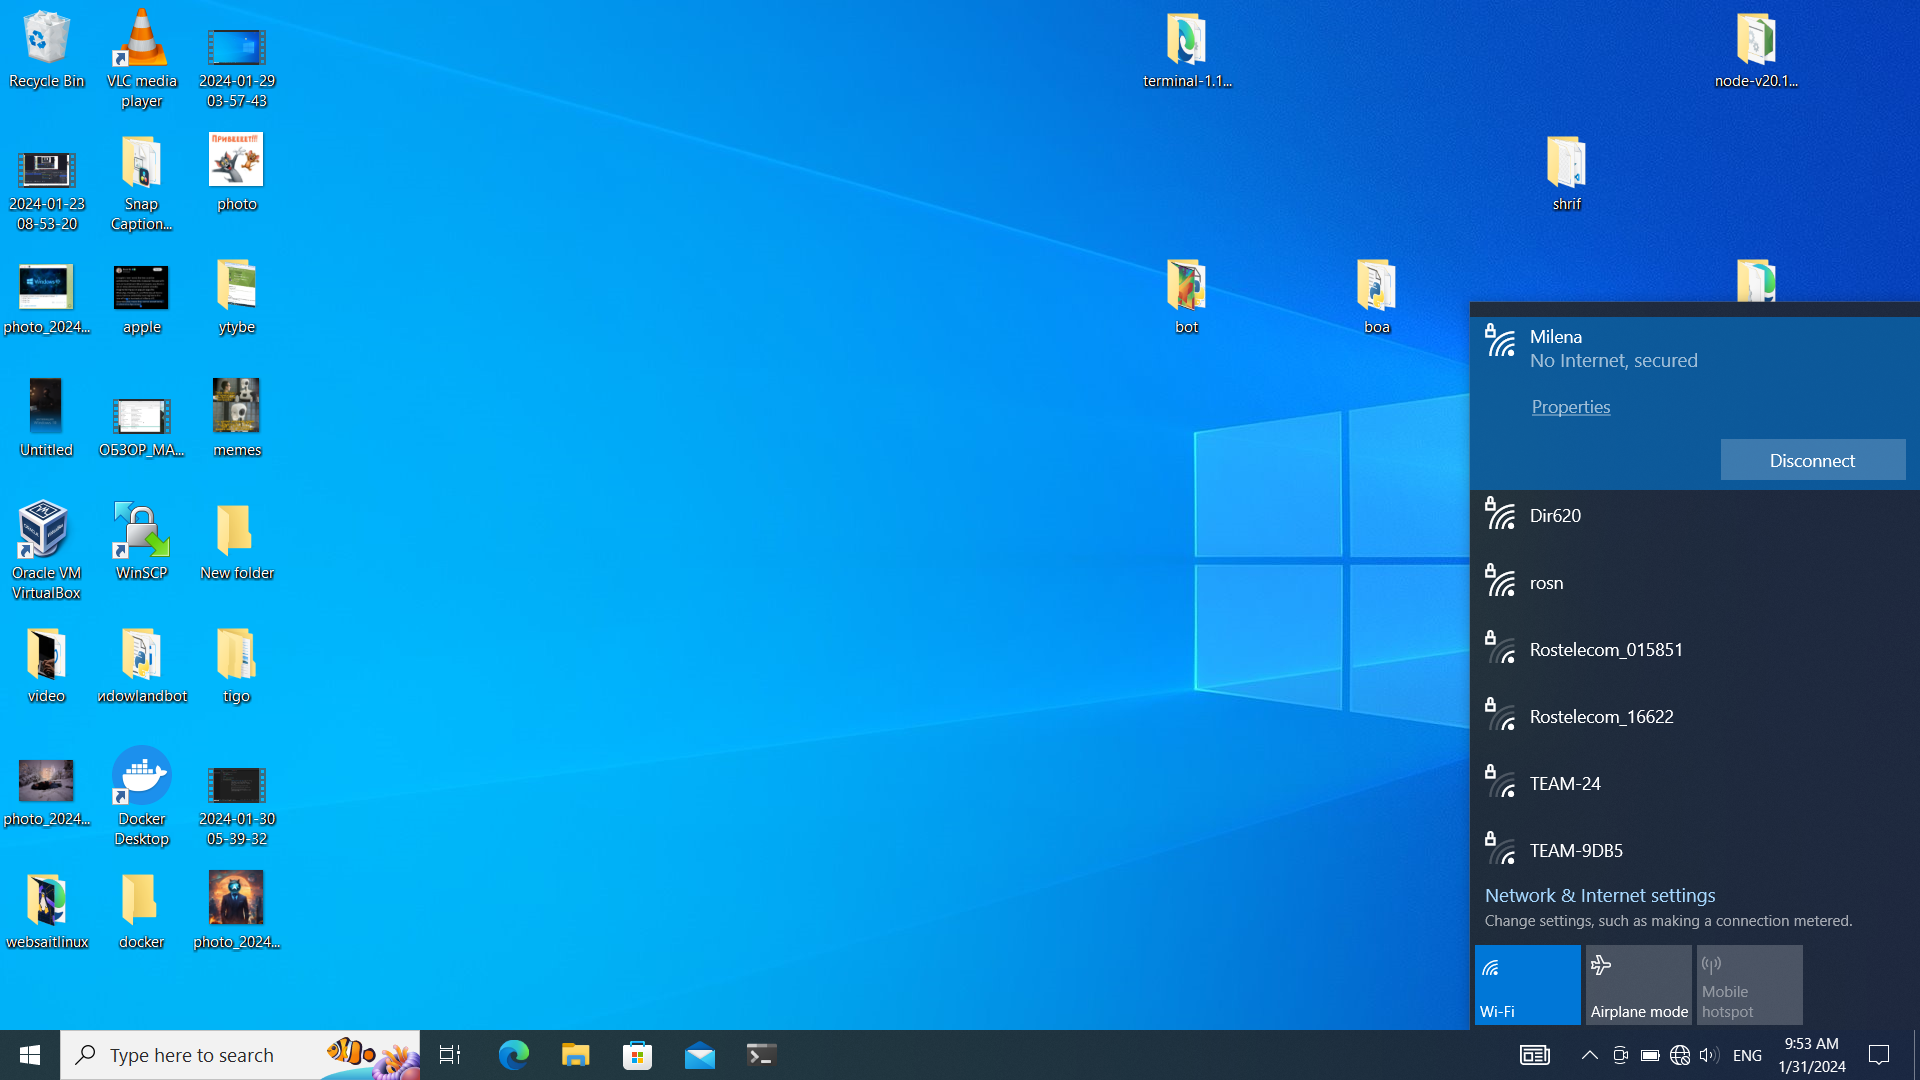 Recycle Bin
VLC media
player
2024-01-29
03-57-43
terminal-1.1...
node-v20.1...
2024-01-23
08-53-20
Snap
Caption...
ПРИВЕЕЕЕТ!!!
photo
shrif
photo_2024...
apple
ytybe
bot
boa
Untitled
ОБЗОР_МА...
memes
Oracle VM
VirtualBox
WinSCP
New folder
video
иdowlandbot
tigo
photo_2024...
Docker
Desktop
2024-01-30
05-39-32
websaitlinux
docker
photo_2024...
Milena
No Internet, secured
Properties
Disconnect
Dir620
rosn
Rostelecom_015851
Rostelecom_16622
TEAM-24
TEAM-9DB5
Network & Internet settings
Change settings, such as making a connection metered.
Wi-Fi
Airplane mode
Mobile
hotspot
Type here to search
ENG
9:53 AM
1/31/2024